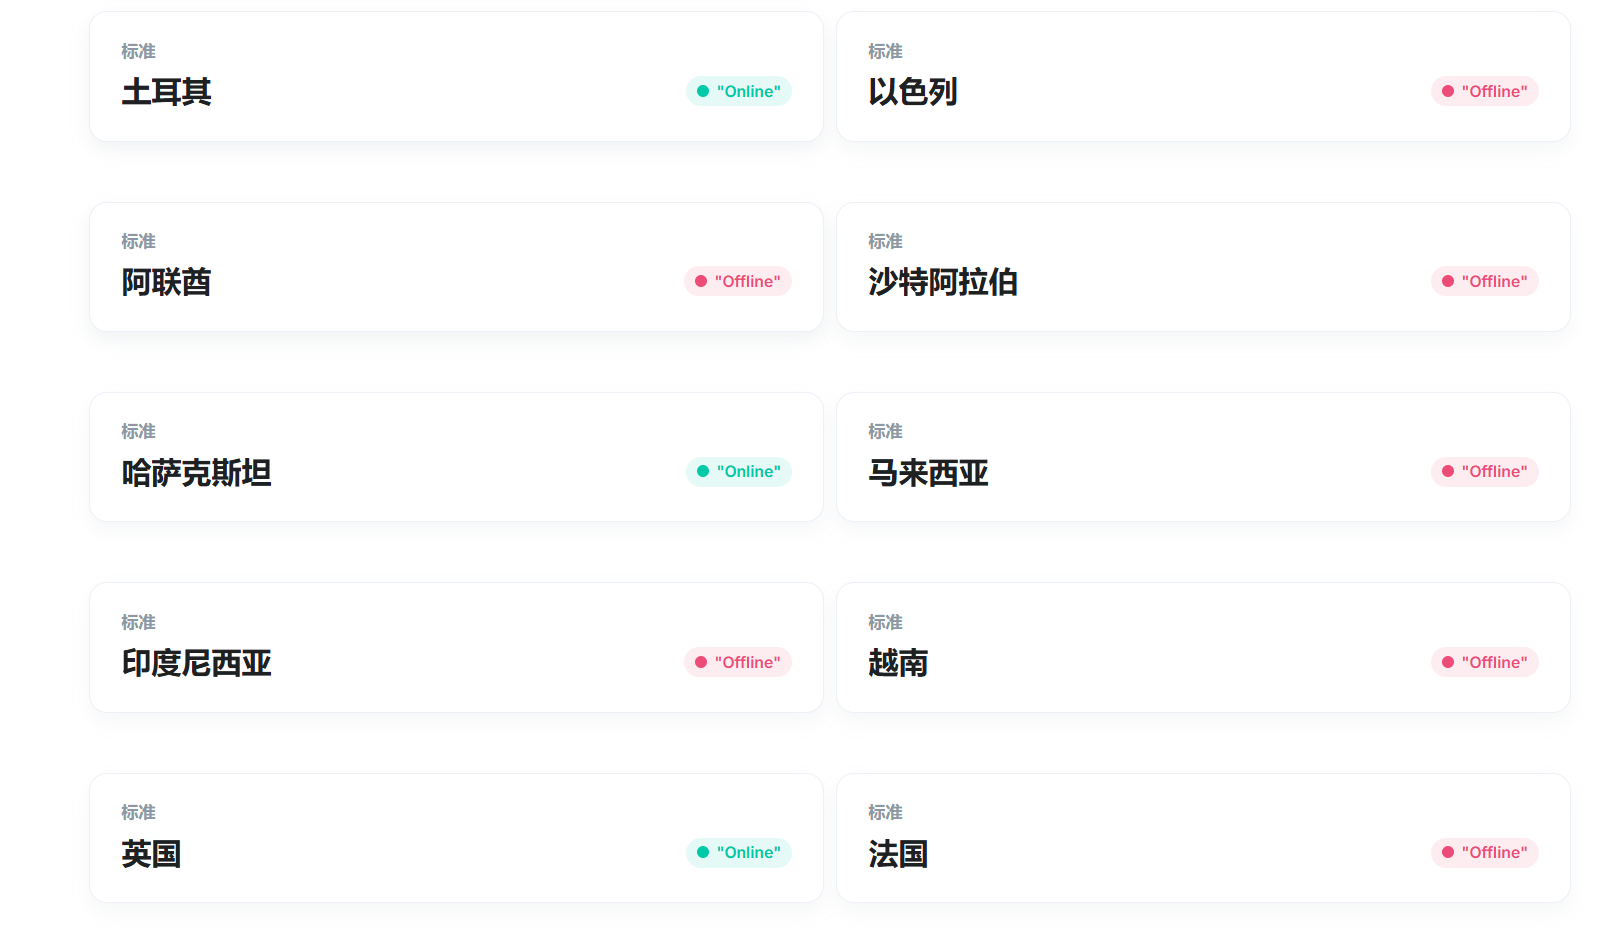 标准
土耳其
"Online"
标准
以色列
"Offline"
标准
阿联酋
"Offline"
标准
沙特阿拉伯
"Offline"
标准
哈萨克斯坦
"Online"
标准
马来西亚
"Offline"
标准
印度尼西亚
"Offline"
标准
越南
"Offline"
标准
英国
"Online"
标准
法国
"Offline"